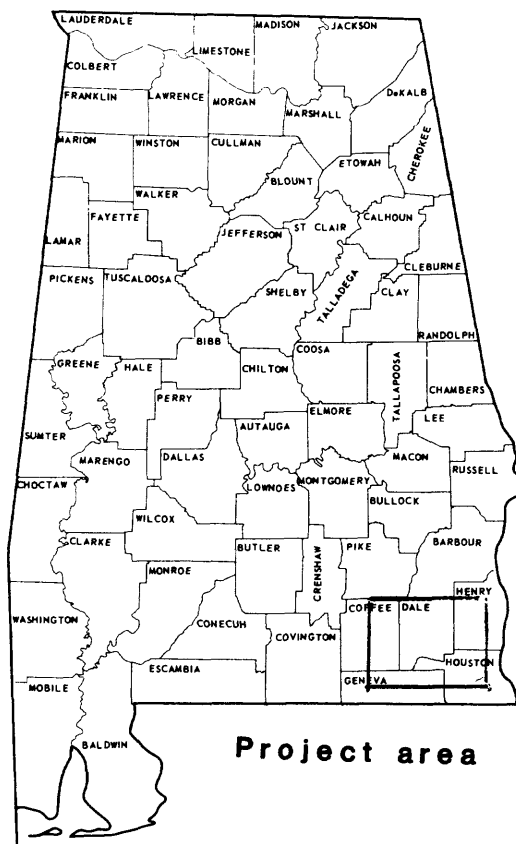 LAUDERDALE
LIMESTONE
MADISON
JACKSON
COLBERT
FRANKLIN
LAWRENCE
MORGAN
MARSHALL
DeKALB
MARION
WINSTON
CULLMAN
ETOWAH
CHEROKEE
BLOUNT
WALKER
FAYETTE
JEFFERSON
ST CLAIR
CALHOUN
LAMAR
PICKENS
TUSCALOOSA
SHELBY
TALLADEGA
CLEBURNE
CLAY
RANDOLPH
BIBB
COOSA
GREENE
HALE
CHILTON
TALLAPOOSA
CHAMBERS
PERRY
ELMORE
LEE
SUMTER
AUTAUGA
MARENGO
DALLAS
MACON
RUSSELL
CHOCTAW
LOWNOES
MONTGOMERY
BULLOCK
WILCOX
CLARKE
BUTLER
CRENSHAW
PIKE
BARBOUR
MONROE
HENRY
WASHINGTON
CONECUH
COVINGTON
COFFEE
DALE
ESCAMBIA
HOUSTON
GENEVA
MOBILE
BALDWIN
Project area